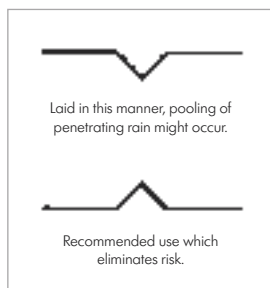 Laid in this manner, pooling of
penetrating rain might occur.
Recommended use which
eliminates risk.